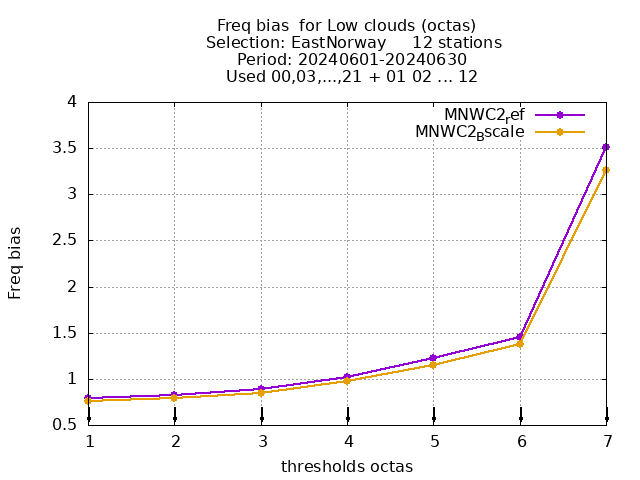 Freq bias  for Low clouds (octas)
Selection: EastNorway     12 stations
Period: 20240601-20240630
Used 00,03,...,21 + 01 02 ... 12
MNWC2ref
MNWC2Bscale
4
3.5
3
2.5
2
1.5
1
0.5
Freq bias
1 2 3 4 5 6 7
thresholds octas